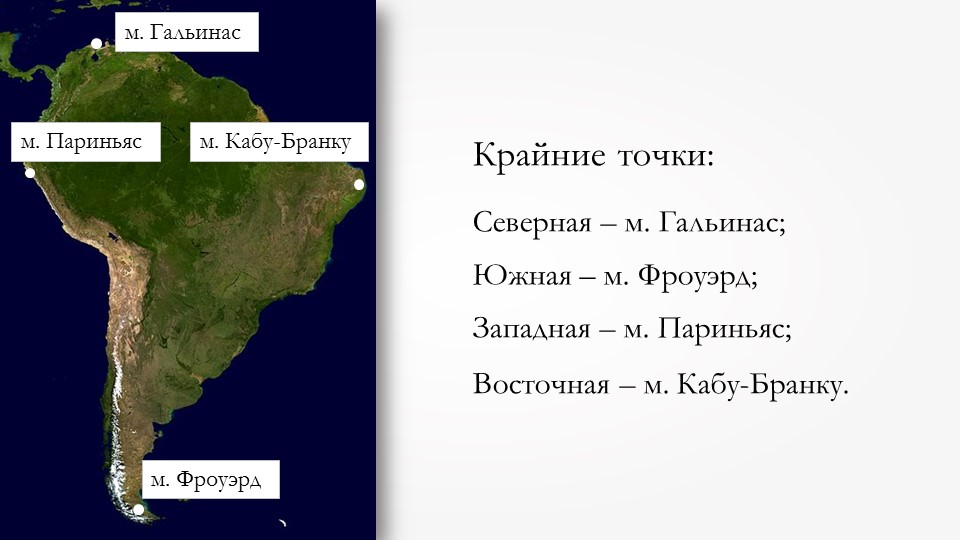 м. Гальинас
м. Париньяс
м. Кабу-Бранку
м. Фроуэрд
Крайние точки:
Северная – м. Гальинас;
Южная – м. Фроуэрд;
Западная – м. Париньяс;
Восточная – м. Кабу-Бранку.